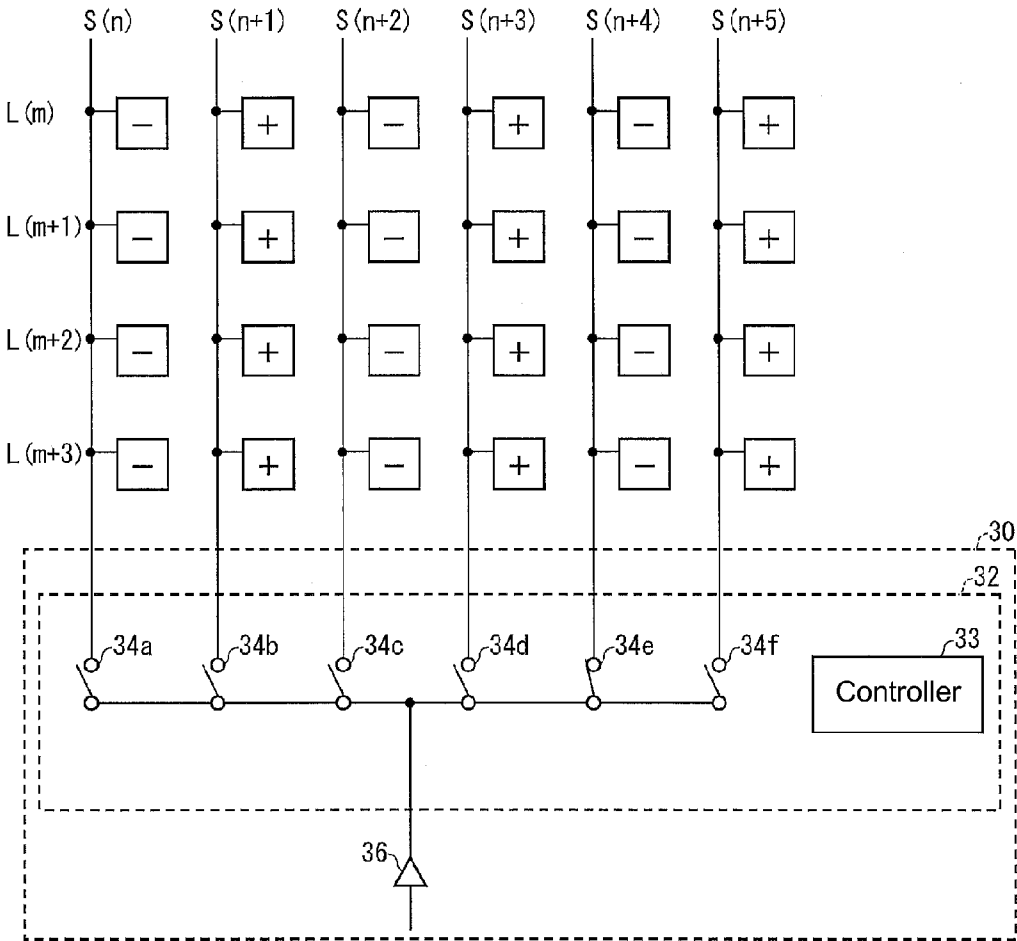 S(n) S(n+1) S(n+2) S(n+3) S(n+4) S(n+5)
L(m) − + − + − +
L(m+1) − + − + − +
L(m+2) − + − + − +
L(m+3) − + − + − +
30
32
34a 34b 34c 34d 34e 34f 33
Controller
36